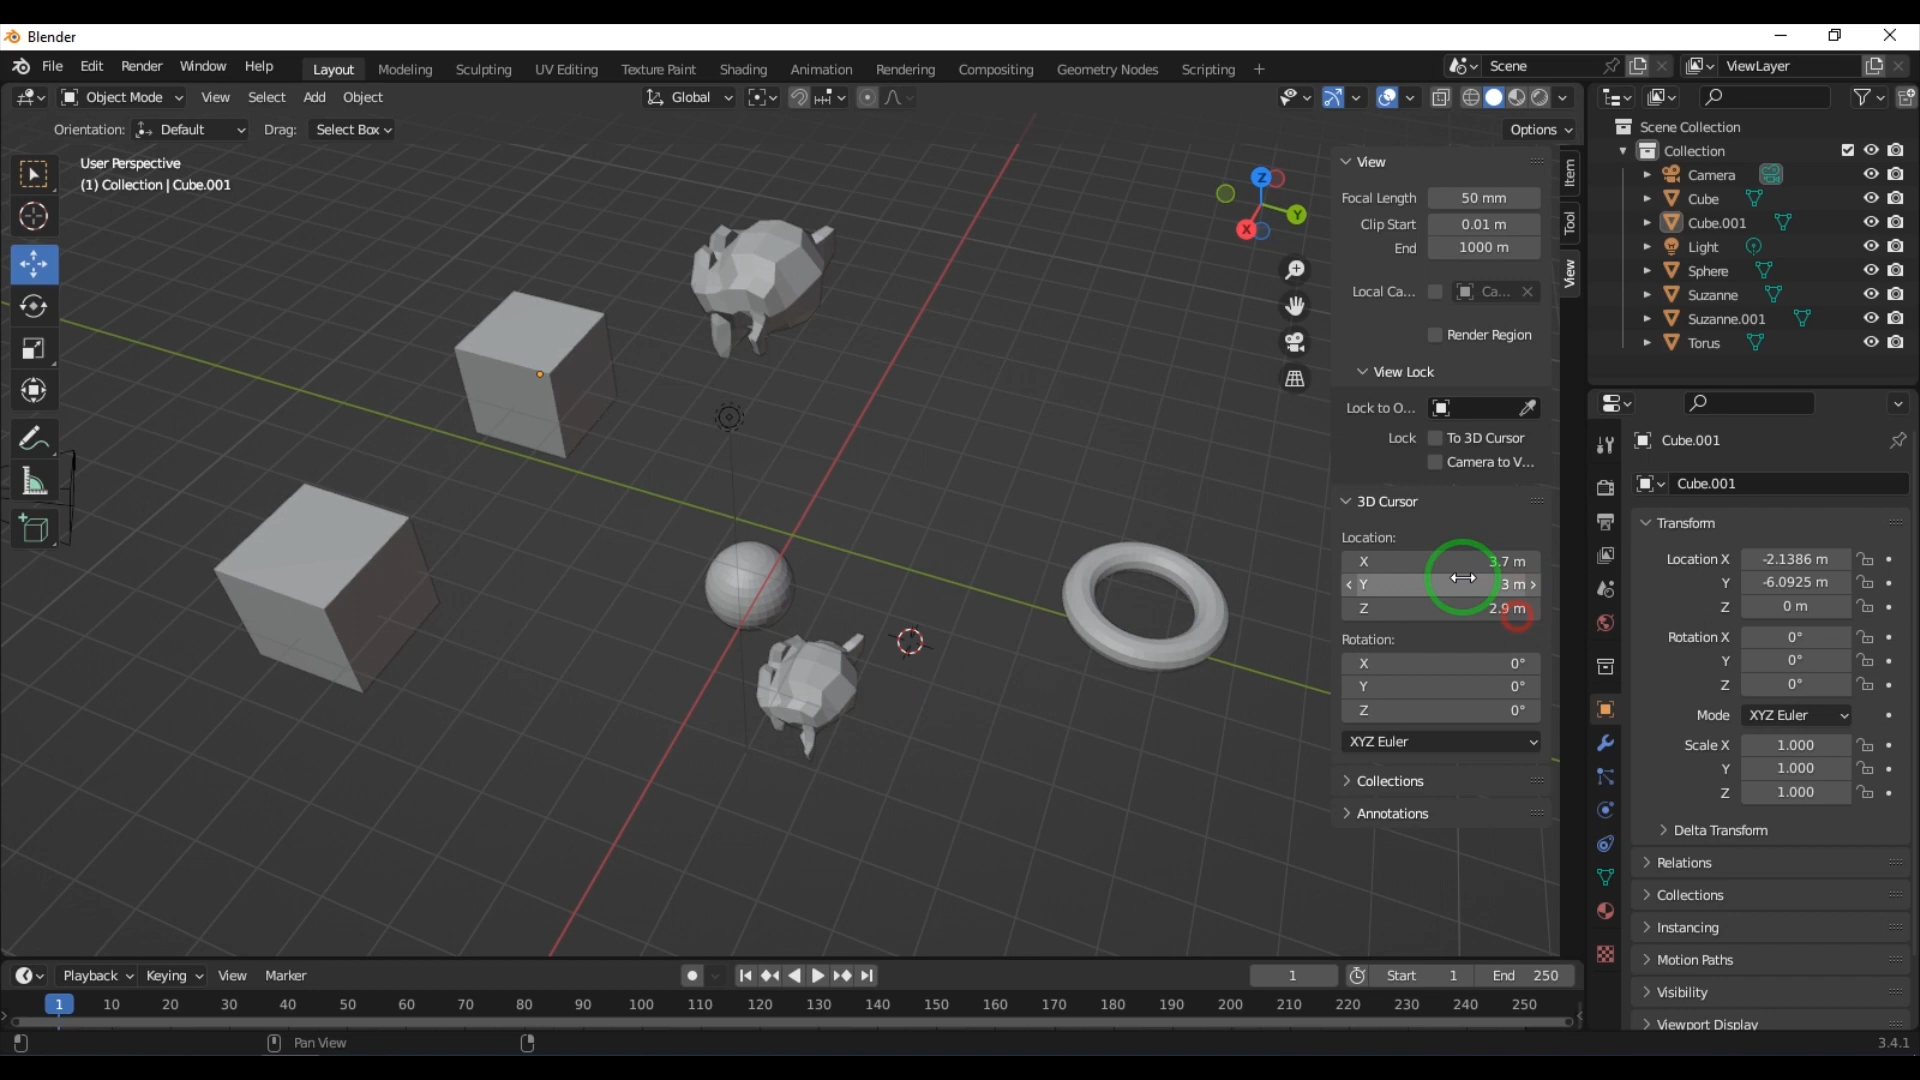 Blender
File Edit Render Window Help Layout Modeling Sculpting UV Editing Texture Paint Shading Animation Rendering Compositing Geometry Nodes Scripting + Scene ViewLayer
Object Mode View Select Add Object Global
Orientation: Default Drag: Select Box Options
User Perspective
(1) Collection | Cube.001
Z
Y
X
View
Focal Length 50 mm
Clip Start 0.01 m
End 1000 m
Local Ca... Ca...
Render Region
View Lock
Lock to O...
Lock To 3D Cursor
Camera to V...
3D Cursor
Location:
X 3.7 m
Y 3 m
Z 2.9 m
Rotation:
X 0°
Y 0°
Z 0°
XYZ Euler
Collections
Annotations
Item
Tool
View
Scene Collection
Collection
Camera
Cube
Cube.001
Light
Sphere
Suzanne
Suzanne.001
Torus
Cube.001
Cube.001
Transform
Location X -2.1386 m
Y -6.0925 m
Z 0 m
Rotation X 0°
Y 0°
Z 0°
Mode XYZ Euler
Scale X 1.000
Y 1.000
Z 1.000
Delta Transform
Relations
Collections
Instancing
Motion Paths
Visibility
Viewport Display
Playback Keying View Marker 1 Start 1 End 250
1 10 20 30 40 50 60 70 80 90 100 110 120 130 140 150 160 170 180 190 200 210 220 230 240 250
Pan View 3.4.1